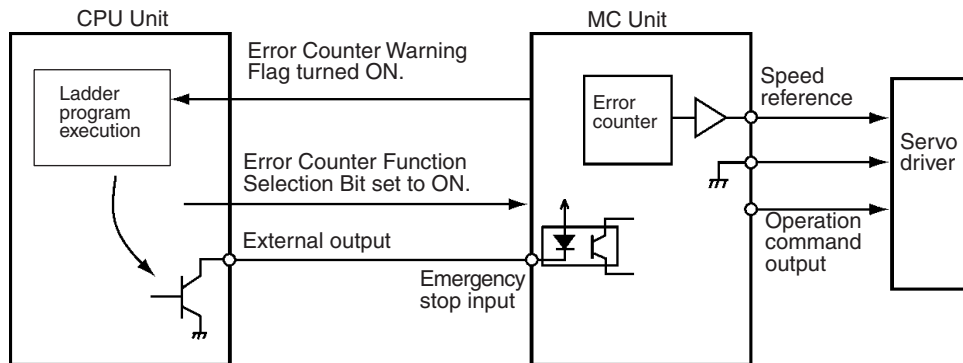 CPU Unit
MC Unit
Error Counter Warning
Flag turned ON.
Ladder
program
execution
Error
counter
Speed
reference
Servo
driver
Error Counter Function
Selection Bit set to ON.
External output
Emergency
stop input
Operation
command
output